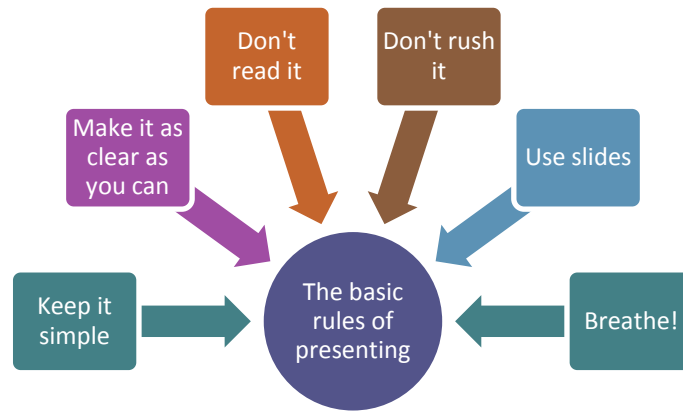 Keep it
simple
Make it as
clear as
you can
Don't
read it
Don't rush
it
Use slides
Breathe!
The basic
rules of
presenting